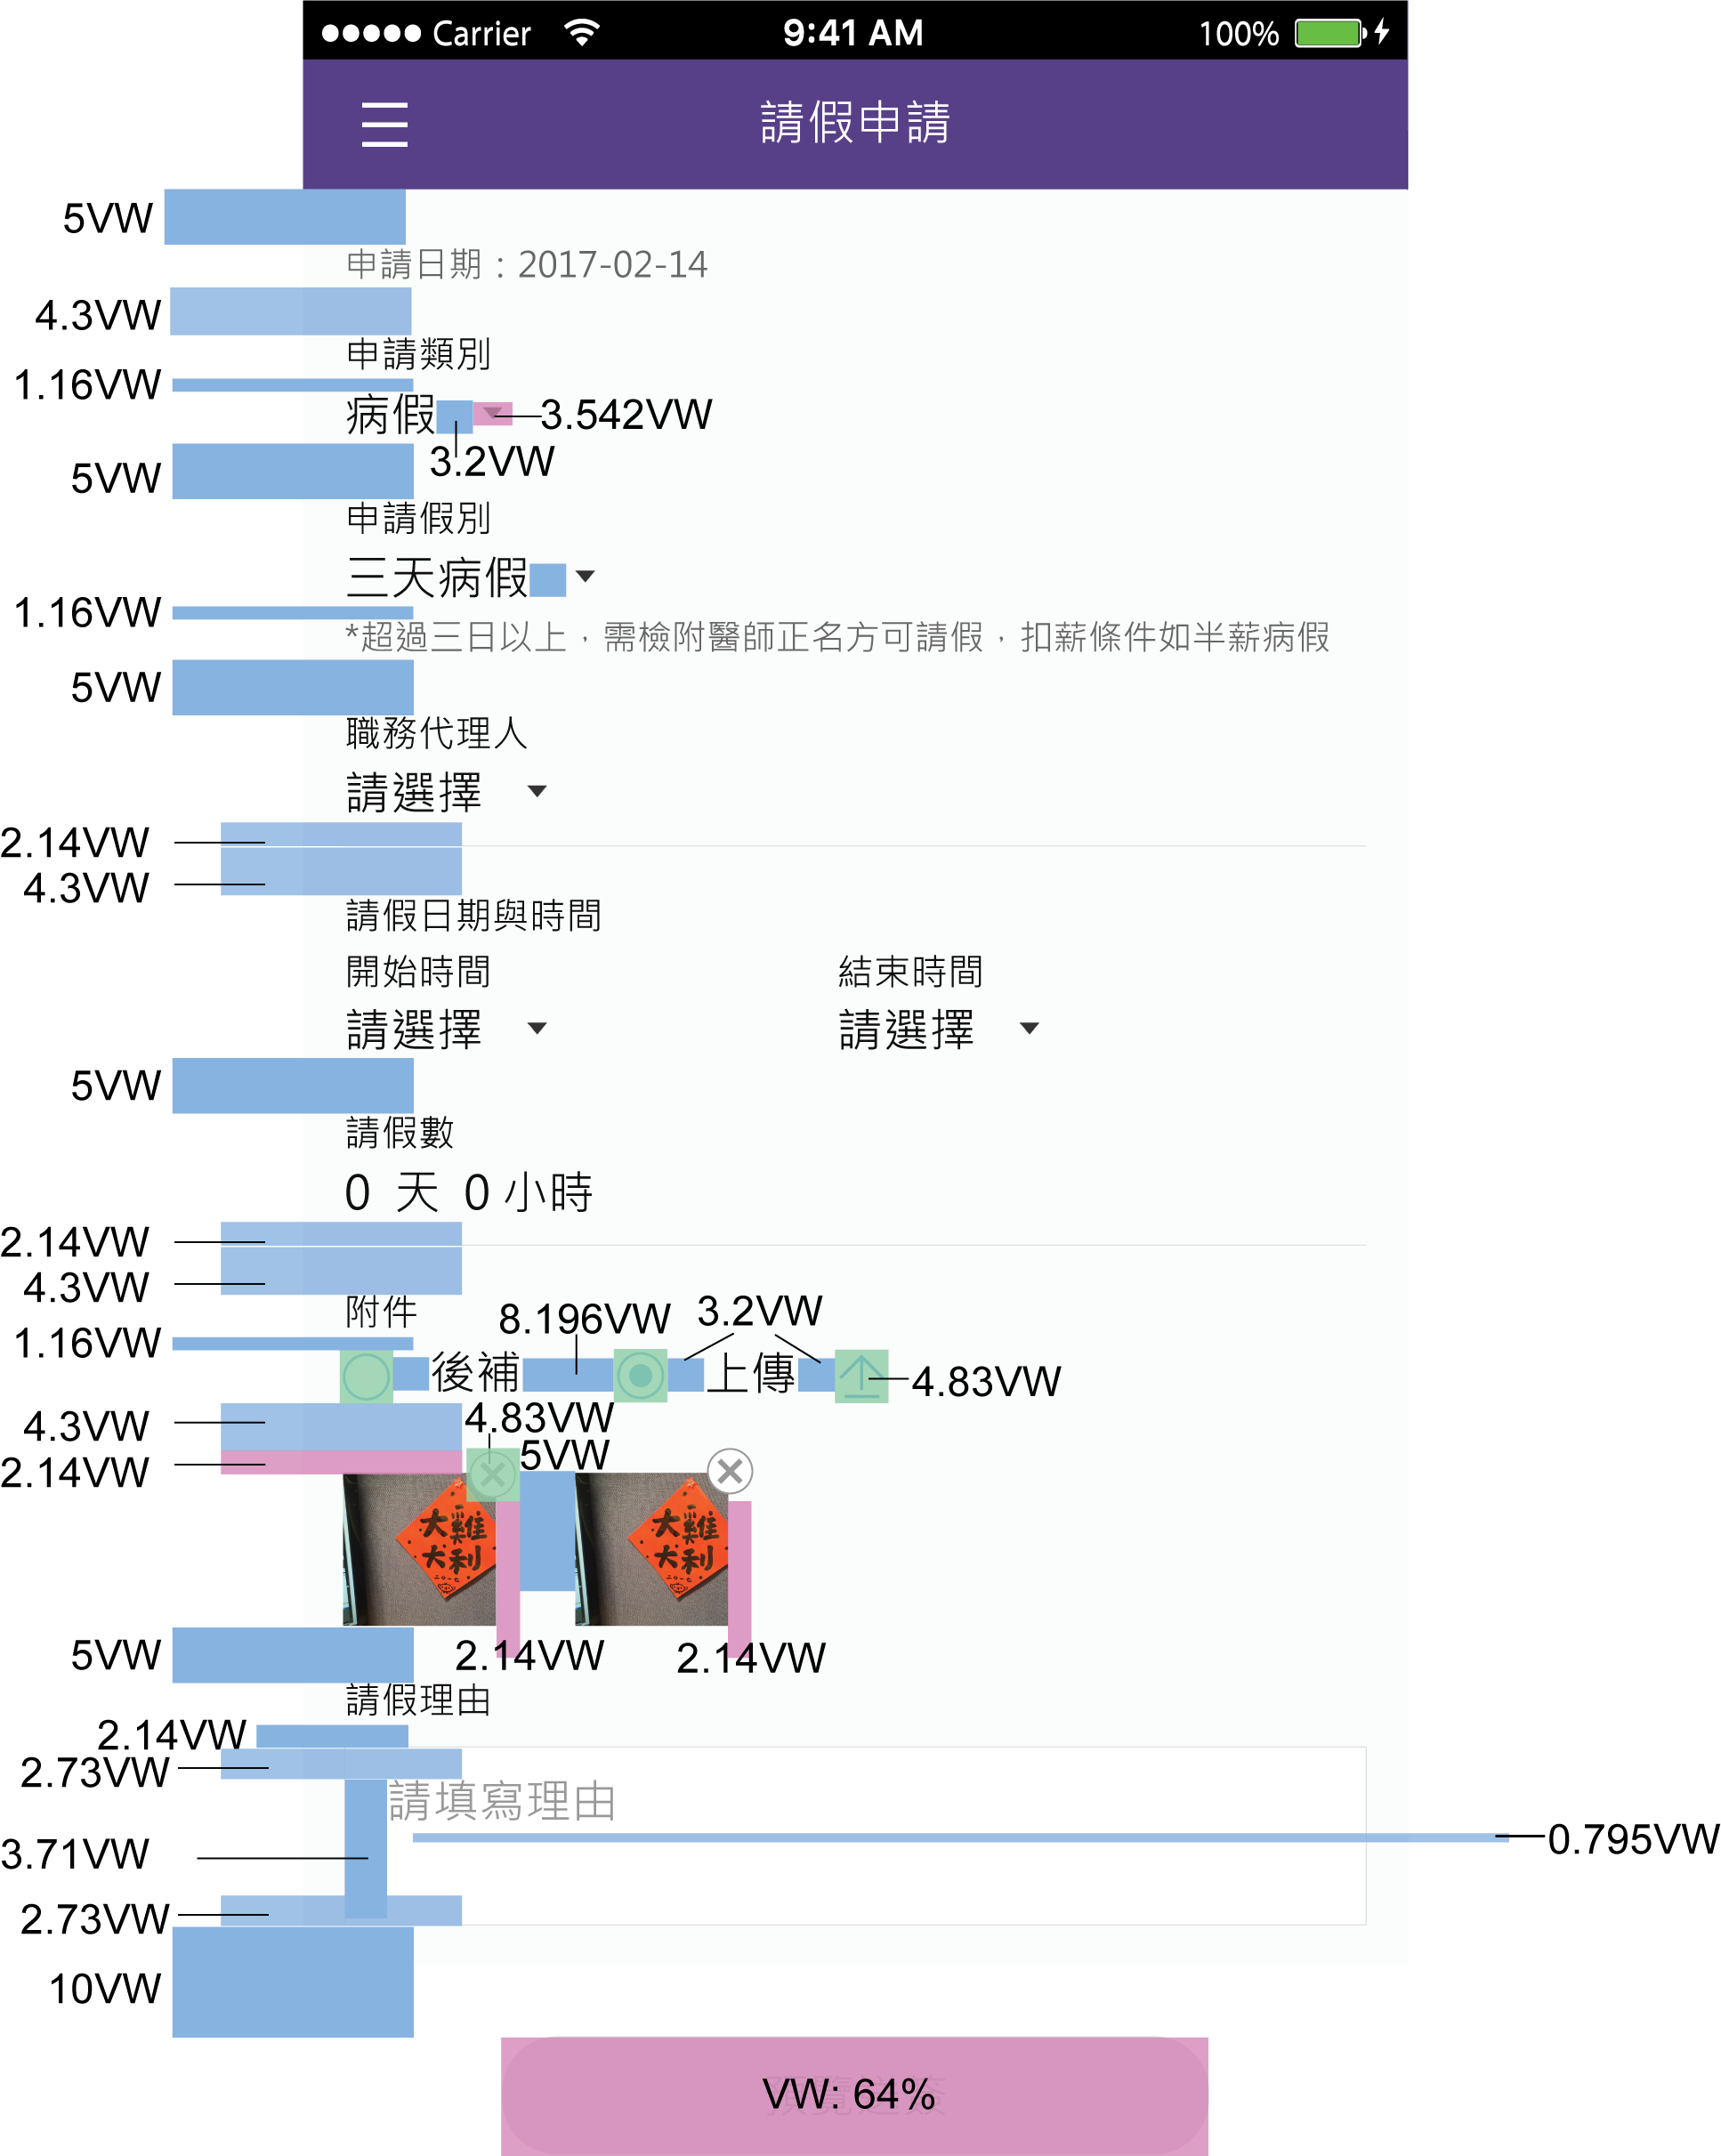 Carrier 9:41 AM 100%
請假申請
5VW
申請日期：2017-02-14
4.3VW
申請類別
1.16VW
病假 3.542VW
3.2VW
5VW
申請假別
三天病假
1.16VW
*超過三日以上，需檢附醫師正名方可請假，扣薪條件如半薪病假
5VW
職務代理人
請選擇
2.14VW
4.3VW
請假日期與時間
開始時間 結束時間
請選擇 請選擇
5VW
請假數
0 天 0 小時
2.14VW
4.3VW
附件
8.196VW 3.2VW
1.16VW
後補 上傳 4.83VW
4.3VW
4.83VW
5VW
2.14VW
大雞 大雞
大利 大利
5VW
2.14VW 2.14VW
請假理由
2.14VW
2.73VW
請填寫理由
3.71VW
0.795VW
2.73VW
10VW
VW: 64%